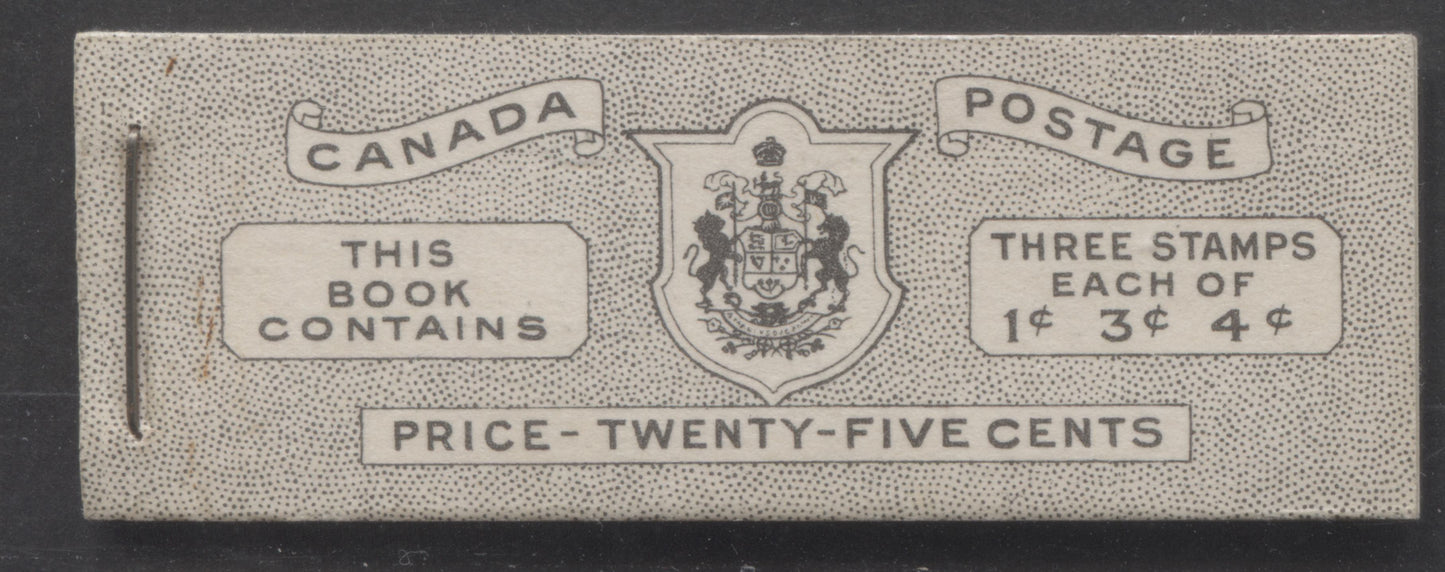 CANADA
POSTAGE
THIS
BOOK
CONTAINS
THREE STAMPS
EACH OF
1¢ 3¢ 4¢
PRICE - TWENTY-FIVE CENTS